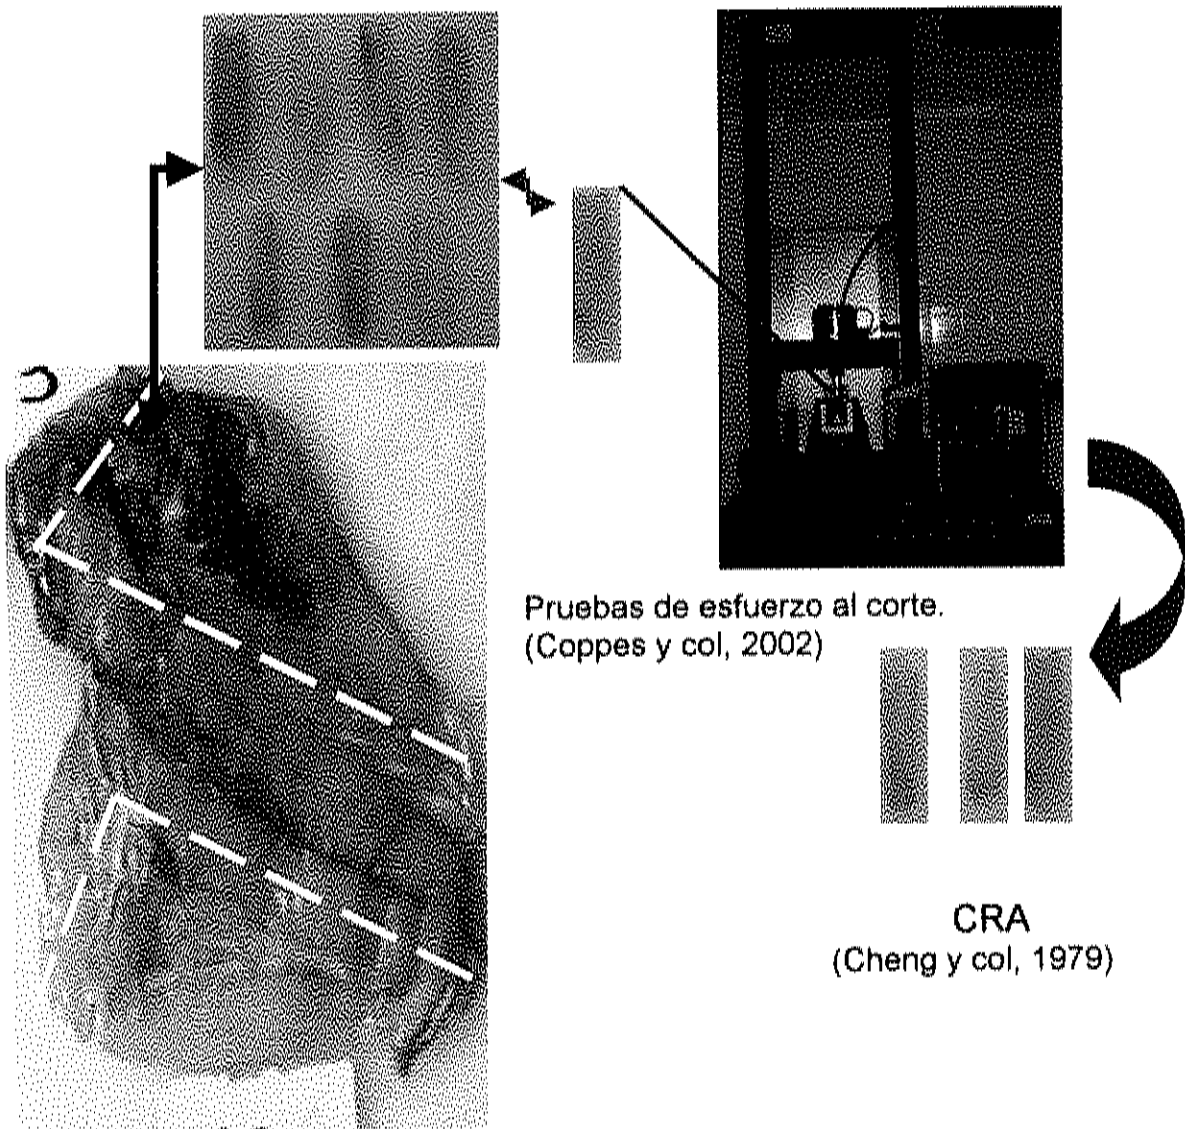 Pruebas de esfuerzo al corte.
(Coppes y col, 2002)
CRA
(Cheng y col, 1979)